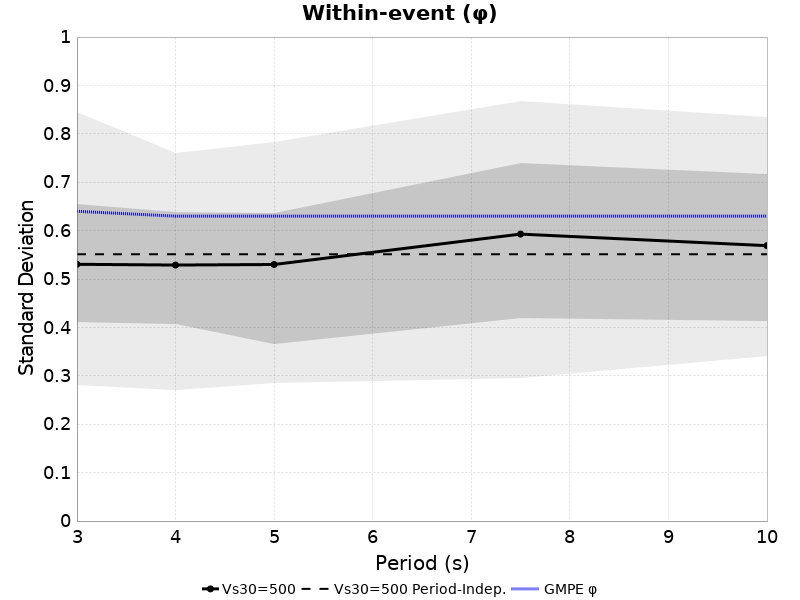 Within-event (φ)
1
0.9
0.8
0.7
0.6
0.5
0.4
0.3
0.2
0.1
0
Standard Deviation
3 4 5 6 7 8 9 10
Period (s)
Vs30=500 Vs30=500 Period-Indep. GMPE φ